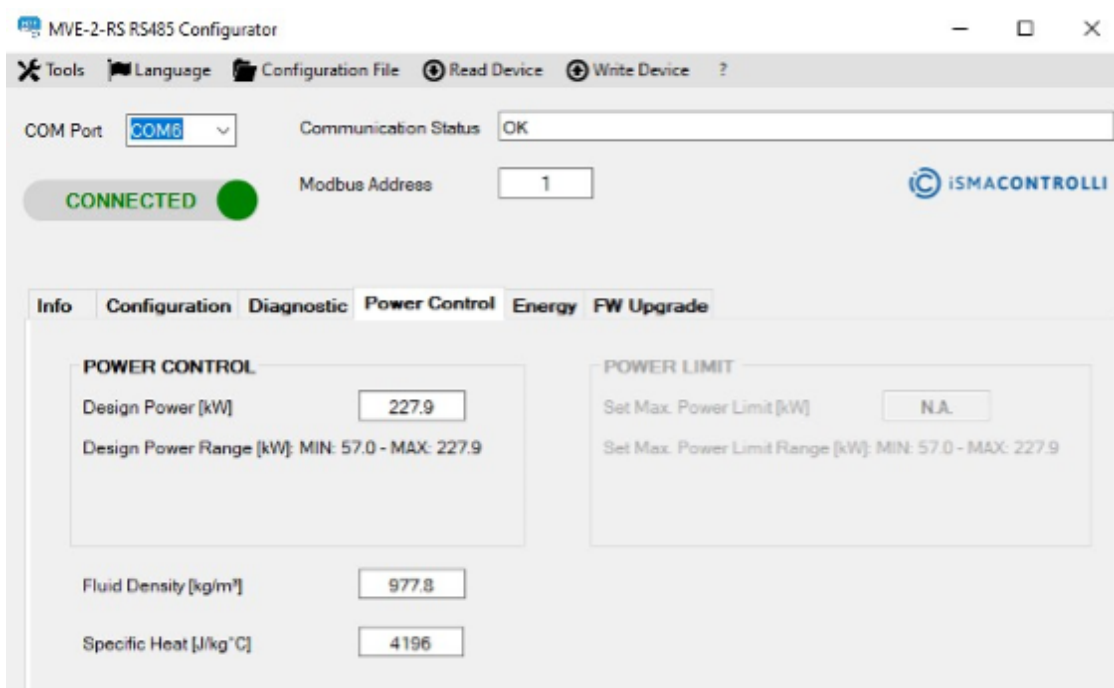 MVE-2-RS RS485 Configurator
Tools Language Configuration File Read Device Write Device ?
COM Port COM6 Communication Status OK
CONNECTED Modbus Address 1 iSMACONTROLLI
Info Configuration Diagnostic Power Control Energy FW Upgrade
POWER CONTROL
Design Power [kW] 227.9
Design Power Range [kW]: MIN: 57.0 - MAX: 227.9
POWER LIMIT
Set Max. Power Limit [kW] N.A.
Set Max. Power Limit Range [kW]: MIN: 57.0 - MAX: 227.9
Fluid Density [kg/m³] 977.8
Specific Heat [J/kg°C] 4196